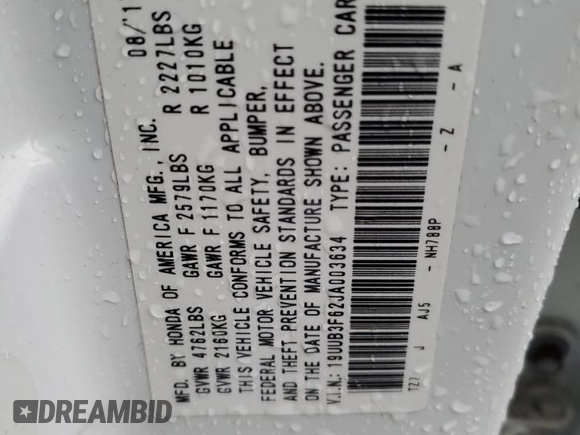 MFD. BY HONDA OF AMERICA MFG., INC. 08/'1
GVWR 4762LBS GAWR F 2579LBS R 2227LBS
GVWR 2160KG GAWR F 1170KG R 1010KG
THIS VEHICLE CONFORMS TO ALL APPLICABLE
FEDERAL MOTOR VEHICLE SAFETY, BUMPER,
AND THEFT PREVENTION STANDARDS IN EFFECT
ON THE DATE OF MANUFACTURE SHOWN ABOVE.
V.I.N.: 19UUB3F62JA003634 TYPE: PASSENGER CAR
TZ7 J AJ5 - NH788P - Z - A
DREAMBID